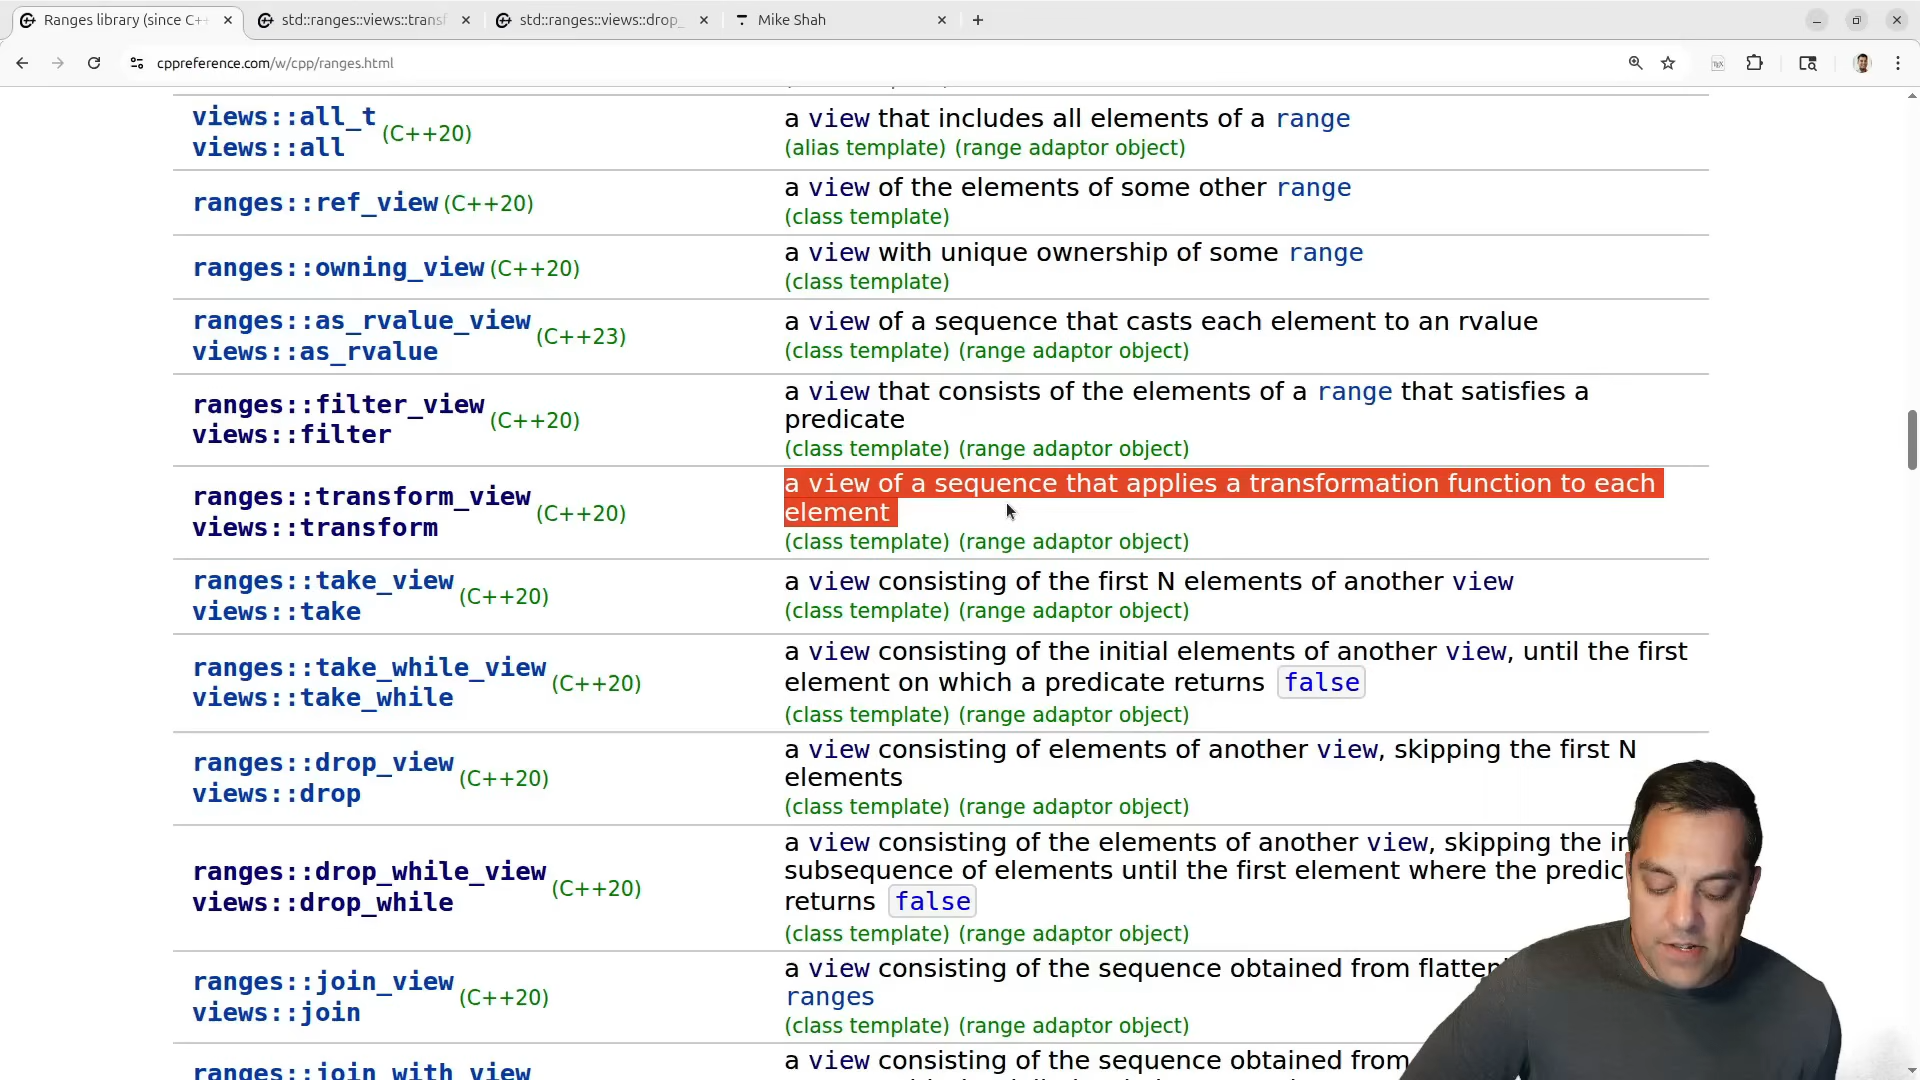 Ranges library (since C++
std::ranges::views::transf
std::ranges::views::drop_
Mike Shah
cppreference.com/w/cpp/ranges.html
views::all_t
views::all
(C++20)
a view that includes all elements of a range
(alias template) (range adaptor object)
ranges::ref_view (C++20)
a view of the elements of some other range
(class template)
ranges::owning_view (C++20)
a view with unique ownership of some range
(class template)
ranges::as_rvalue_view
views::as_rvalue
(C++23)
a view of a sequence that casts each element to an rvalue
(class template) (range adaptor object)
ranges::filter_view
views::filter
(C++20)
a view that consists of the elements of a range that satisfies a
predicate
(class template) (range adaptor object)
ranges::transform_view
views::transform
(C++20)
a view of a sequence that applies a transformation function to each
element
(class template) (range adaptor object)
ranges::take_view
views::take
(C++20)
a view consisting of the first N elements of another view
(class template) (range adaptor object)
ranges::take_while_view
views::take_while
(C++20)
a view consisting of the initial elements of another view, until the first
element on which a predicate returns false
(class template) (range adaptor object)
ranges::drop_view
views::drop
(C++20)
a view consisting of elements of another view, skipping the first N
elements
(class template) (range adaptor object)
ranges::drop_while_view
views::drop_while
(C++20)
a view consisting of the elements of another view, skipping the in
subsequence of elements until the first element where the predic
returns false
(class template) (range adaptor object)
ranges::join_view
views::join
(C++20)
a view consisting of the sequence obtained from flatten
ranges
(class template) (range adaptor object)
ranges::join_with_view
a view consisting of the sequence obtained from